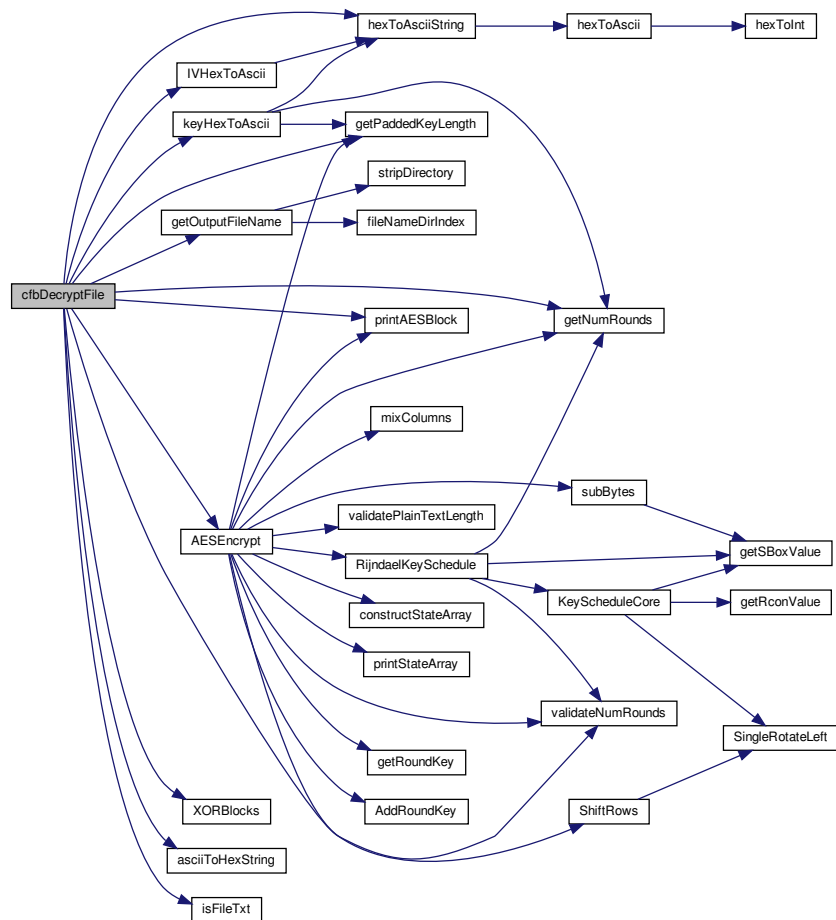 hexToAsciiString
hexToAscii
hexToInt
IVHexToAscii
keyHexToAscii
getPaddedKeyLength
stripDirectory
getOutputFileName
fileNameDirIndex
cfbDecryptFile
printAESBlock
getNumRounds
mixColumns
subBytes
validatePlainTextLength
AESEncrypt
getSBoxValue
RijndaelKeySchedule
KeyScheduleCore
getRconValue
constructStateArray
printStateArray
validateNumRounds
SingleRotateLeft
getRoundKey
XORBlocks
AddRoundKey
ShiftRows
asciiToHexString
isFileTxt